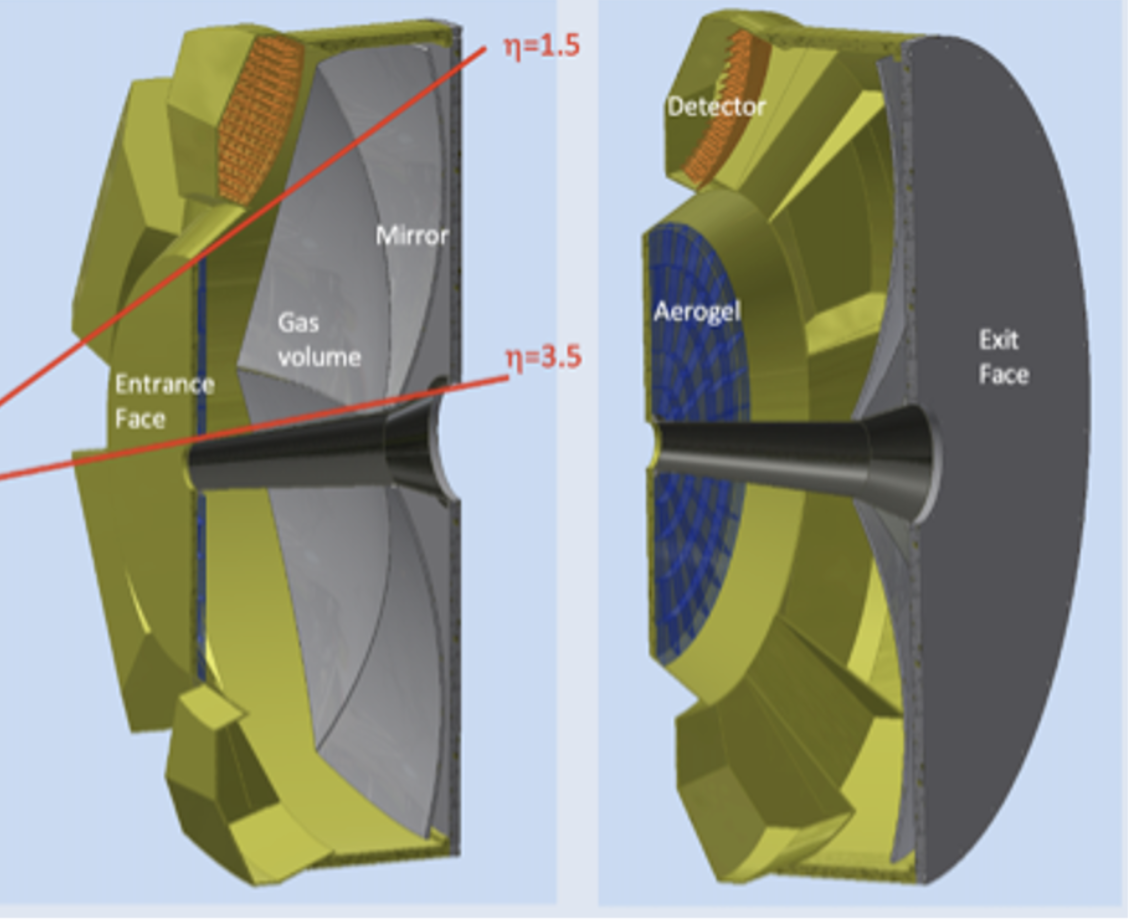 η=1.5
Mirror
Gas
volume
η=3.5
Entrance
Face
Detector
Aerogel
Exit
Face